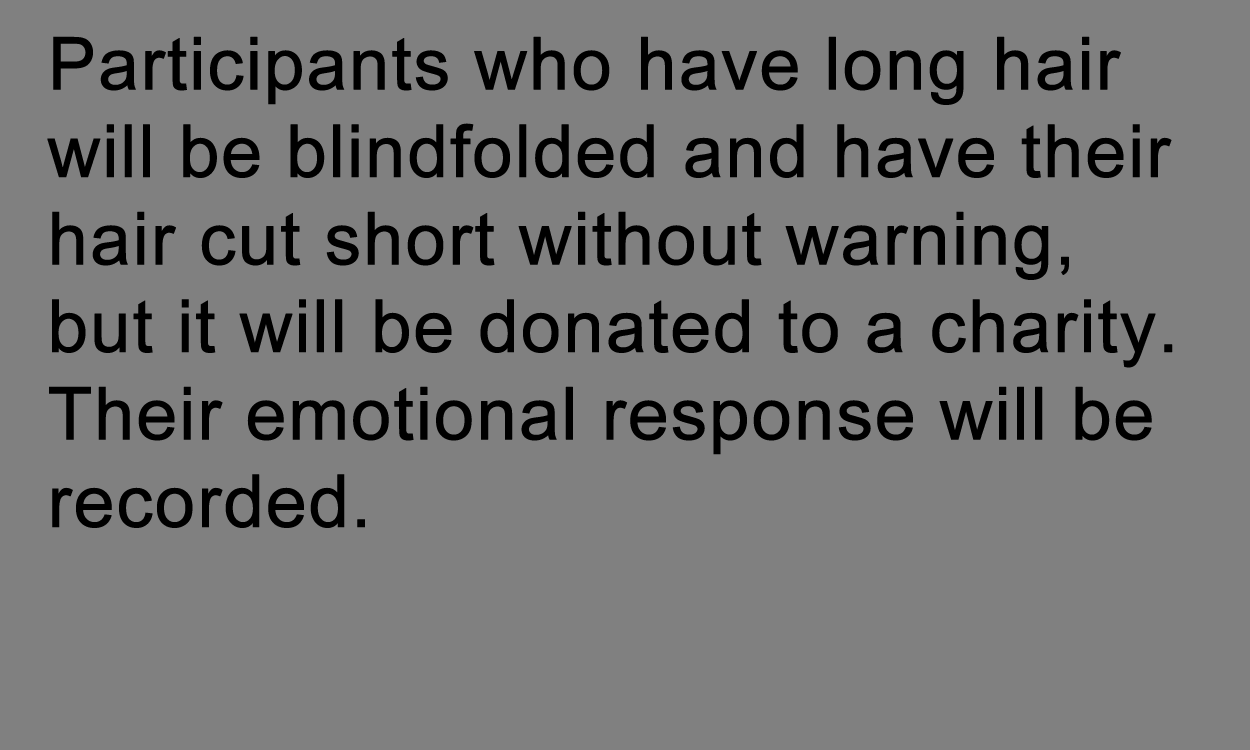 Participants who have long hair
will be blindfolded and have their
hair cut short without warning,
but it will be donated to a charity.
Their emotional response will be
recorded.